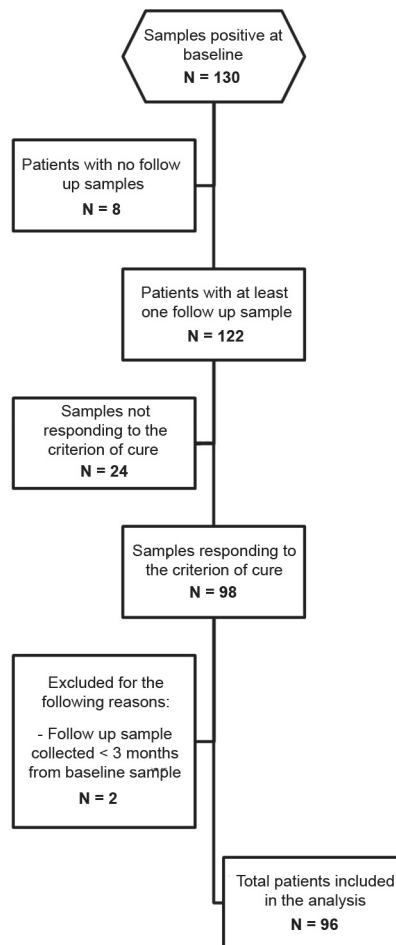 Samples positive at
baseline
N = 130
Patients with no follow
up samples
N = 8
Patients with at least
one follow up sample
N = 122
Samples not
responding to the
criterion of cure
N = 24
Samples responding to
the criterion of cure
N = 98
Excluded for the
following reasons:
- Follow up sample
collected < 3 months
from baseline sample
N = 2
Total patients included
in the analysis
N = 96